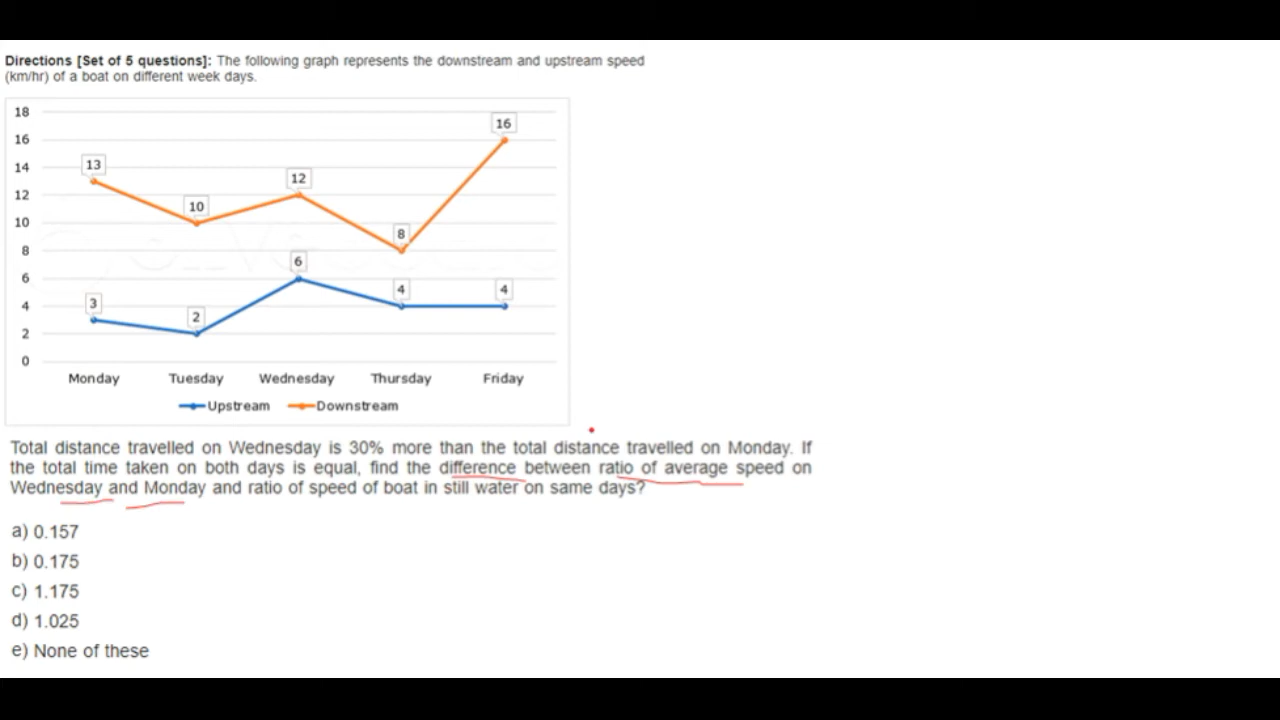 Directions [Set of 5 questions]: The following graph represents the downstream and upstream speed
(km/hr) of a boat on different week days.
18
16
14
12
10
8
6
4
2
0
13
10
12
8
16
3
2
6
4
4
Monday Tuesday Wednesday Thursday Friday
Upstream Downstream
Total distance travelled on Wednesday is 30% more than the total distance travelled on Monday. If
the total time taken on both days is equal, find the difference between ratio of average speed on
Wednesday and Monday and ratio of speed of boat in still water on same days?
a) 0.157
b) 0.175
c) 1.175
d) 1.025
e) None of these